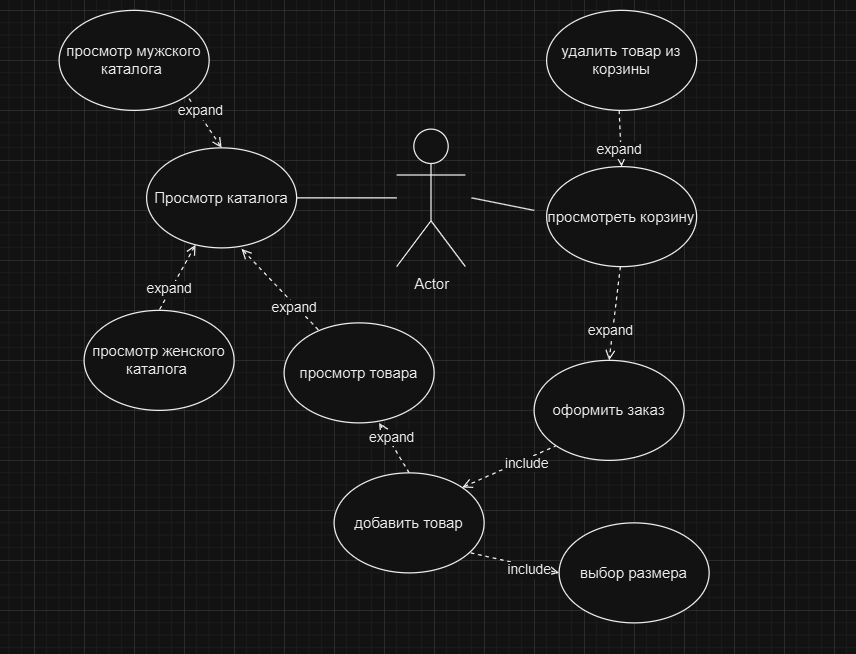 просмотр мужского
каталога
удалить товар из
корзины
expand
expand
Просмотр каталога
просмотреть корзину
Actor
expand
expand
expand
просмотр женского
каталога
просмотр товара
оформить заказ
expand
include
добавить товар
include
выбор размера